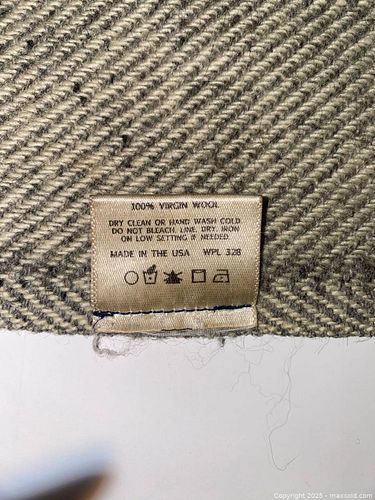 100% VIRGIN WOOL
DRY CLEAN OR HAND WASH COLD
DO NOT BLEACH, LINE, DRY, IRON
ON LOW SETTING IF NEEDED
MADE IN THE USA WPL 328
Copyright © 2025 - maxsold.com